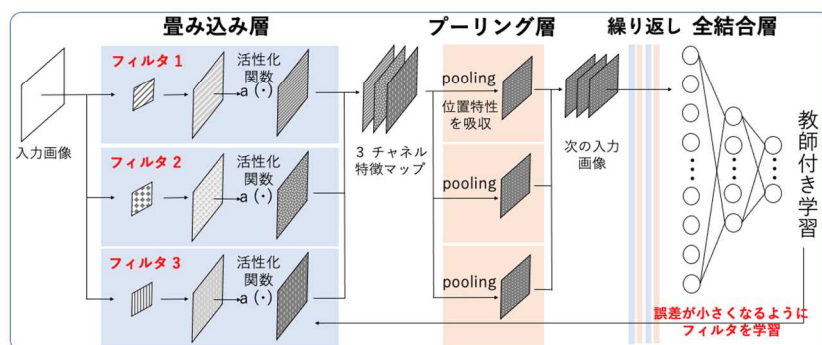 畳み込み層
プーリング層
繰り返し
全結合層
フィルタ 1
活性化
関数
a (・)
入力画像
フィルタ 2
活性化
関数
a (・)
フィルタ 3
活性化
関数
a (・)
3 チャネル
特徴マップ
pooling
位置特性
を吸収
pooling
pooling
次の入力
画像
教師付き学習
誤差が小さくなるように
フィルタを学習